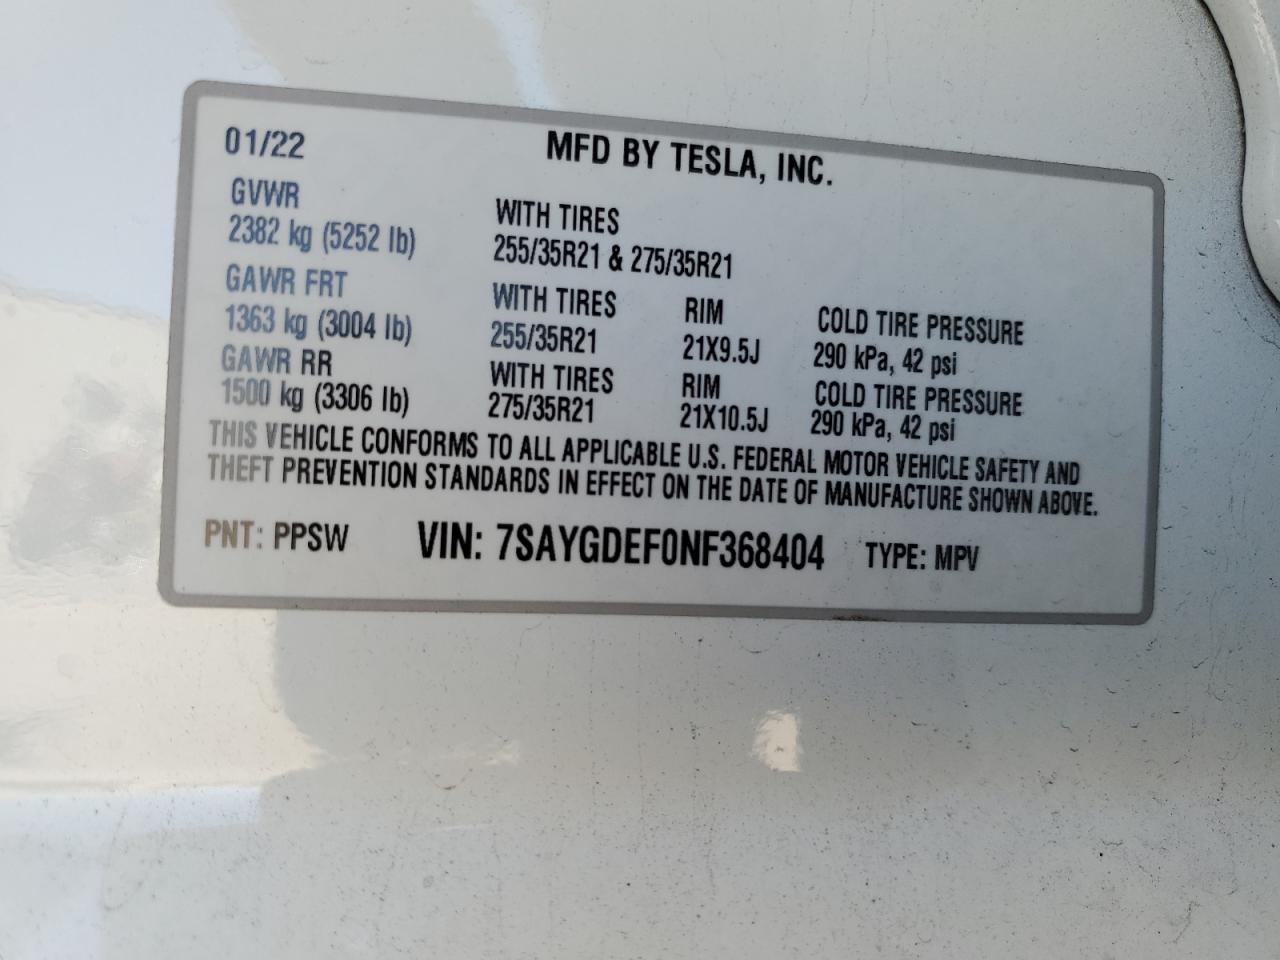 01/22 MFD BY TESLA, INC.
GVWR WITH TIRES
2382 kg (5252 lb) 255/35R21 & 275/35R21
GAWR FRT WITH TIRES RIM COLD TIRE PRESSURE
1363 kg (3004 lb) 255/35R21 21X9.5J 290 kPa, 42 psi
GAWR RR WITH TIRES RIM COLD TIRE PRESSURE
1500 kg (3306 lb) 275/35R21 21X10.5J 290 kPa, 42 psi
THIS VEHICLE CONFORMS TO ALL APPLICABLE U.S. FEDERAL MOTOR VEHICLE SAFETY AND
THEFT PREVENTION STANDARDS IN EFFECT ON THE DATE OF MANUFACTURE SHOWN ABOVE.
PNT: PPSW VIN: 7SAYGDEF0NF368404 TYPE: MPV